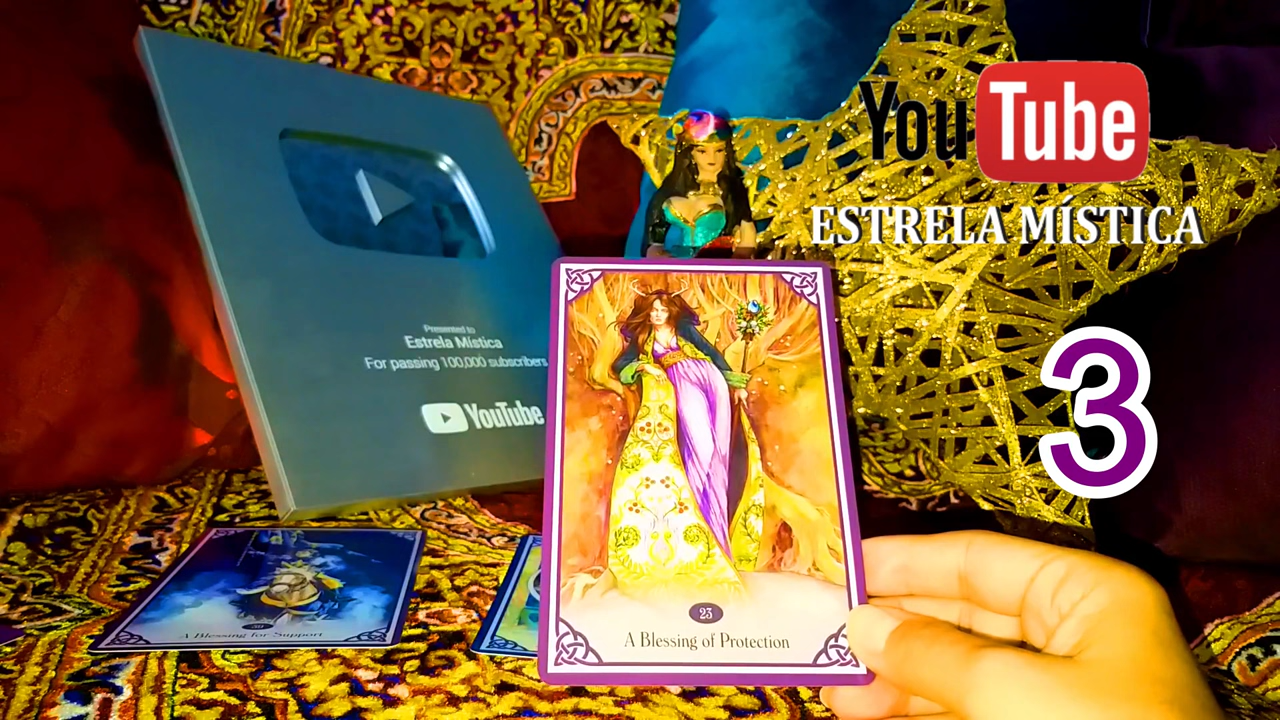 YouTube
ESTRELA MÍSTICA
3
Presented to
Estrela Mística
For passing 100,000 subscribers
YouTube
23
A Blessing of Protection
A Blessing for Support